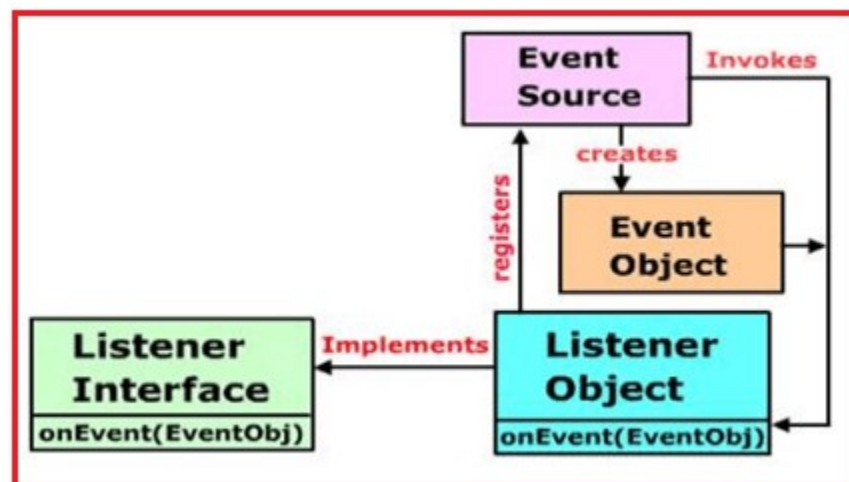 Event
Source
Invokes
creates
registers
Event
Object
Listener
Interface
onEvent(EventObj)
Implements
Listener
Object
onEvent(EventObj)